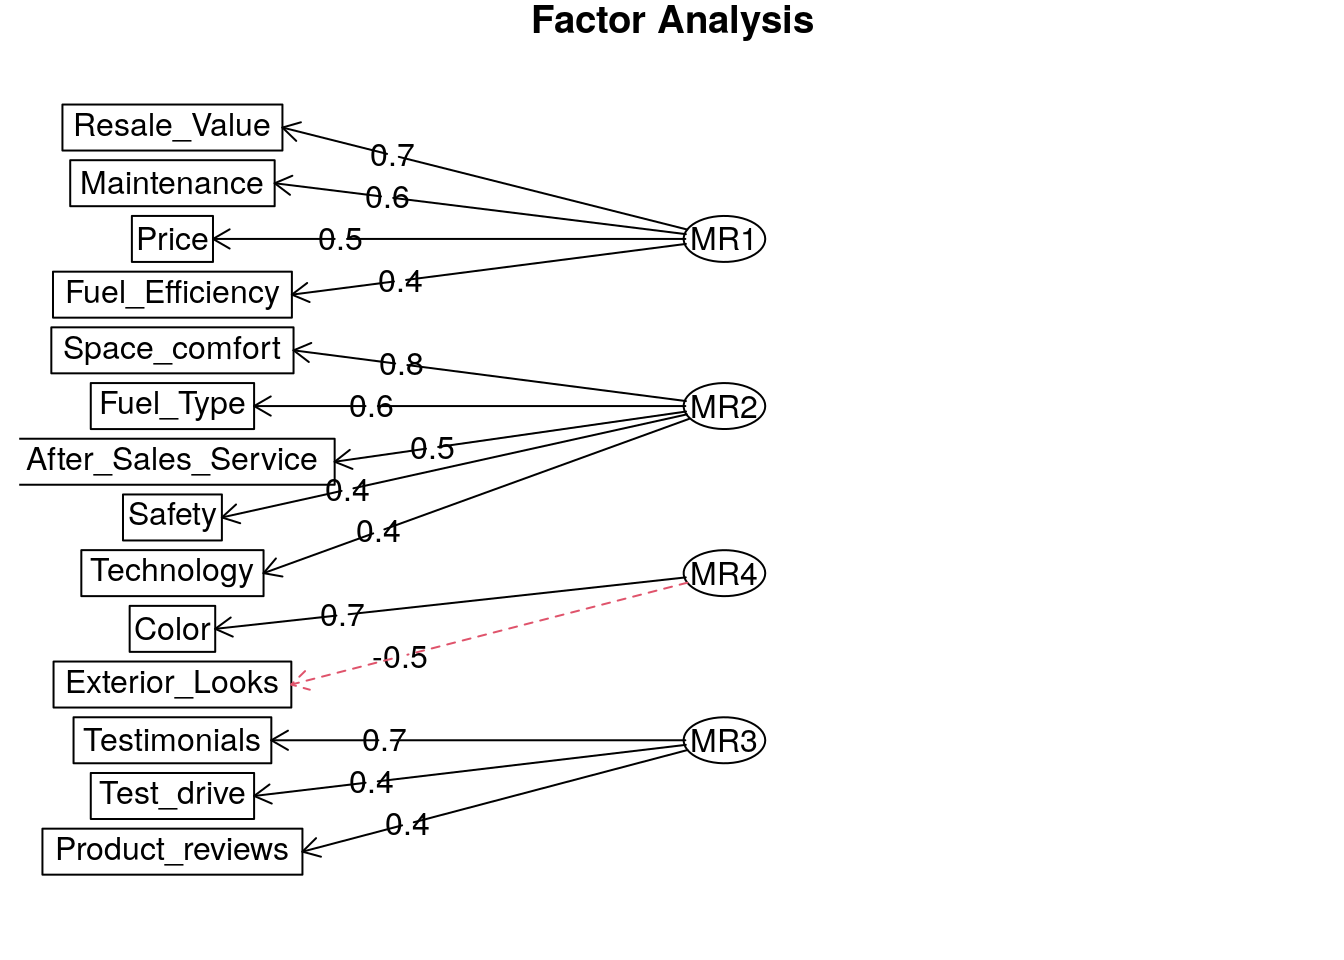 Factor Analysis
Resale_Value
0.7
Maintenance
0.6
Price
0.5
MR1
Fuel_Efficiency
0.4
Space_comfort
0.8
Fuel_Type
0.6
MR2
After_Sales_Service
0.5
Safety
0.4
Technology
0.4
MR4
Color
0.7
Exterior_Looks
-0.5
Testimonials
0.7
MR3
Test_drive
0.4
Product_reviews
0.4